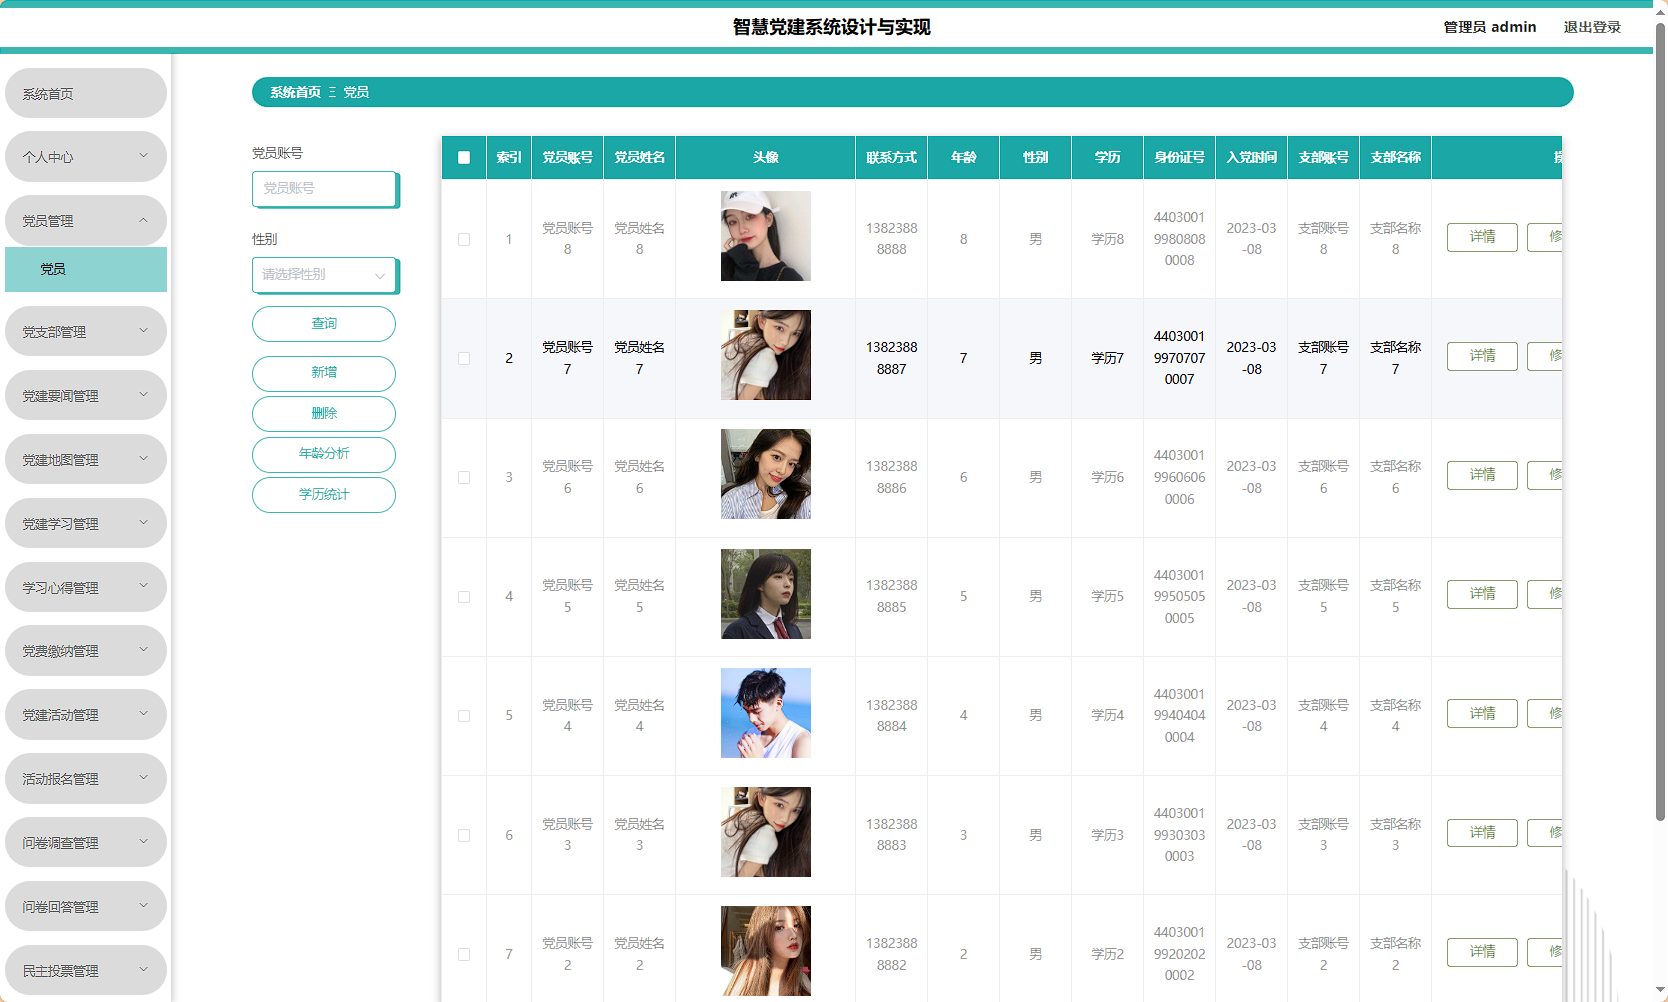 智慧党建系统设计与实现
管理员 admin
退出登录
系统首页
个人中心
党员管理
党员
党支部管理
党建要闻管理
党建地图管理
党建学习管理
学习心得管理
党费缴纳管理
党建活动管理
活动报名管理
问卷调查管理
问卷回答管理
民主投票管理
系统首页 Ξ 党员
党员账号
党员账号
性别
请选择性别
查询
新增
删除
年龄分析
学历统计
索引 党员账号 党员姓名 头像 联系方式 年龄 性别 学历 身份证号 入党时间 支部账号 支部名称
1 党员账号8 党员姓名8 13823888888 8 男 学历8 440300199808080008 2023-03-08 支部账号8 支部名称8 详情 修
2 党员账号7 党员姓名7 13823888887 7 男 学历7 440300199707070007 2023-03-08 支部账号7 支部名称7 详情 修
3 党员账号6 党员姓名6 13823888886 6 男 学历6 440300199606060006 2023-03-08 支部账号6 支部名称6 详情 修
4 党员账号5 党员姓名5 13823888885 5 男 学历5 440300199505050005 2023-03-08 支部账号5 支部名称5 详情 修
5 党员账号4 党员姓名4 13823888884 4 男 学历4 440300199404040004 2023-03-08 支部账号4 支部名称4 详情 修
6 党员账号3 党员姓名3 13823888883 3 男 学历3 440300199303030003 2023-03-08 支部账号3 支部名称3 详情 修
7 党员账号2 党员姓名2 13823888882 2 男 学历2 440300199202020002 2023-03-08 支部账号2 支部名称2 详情 修